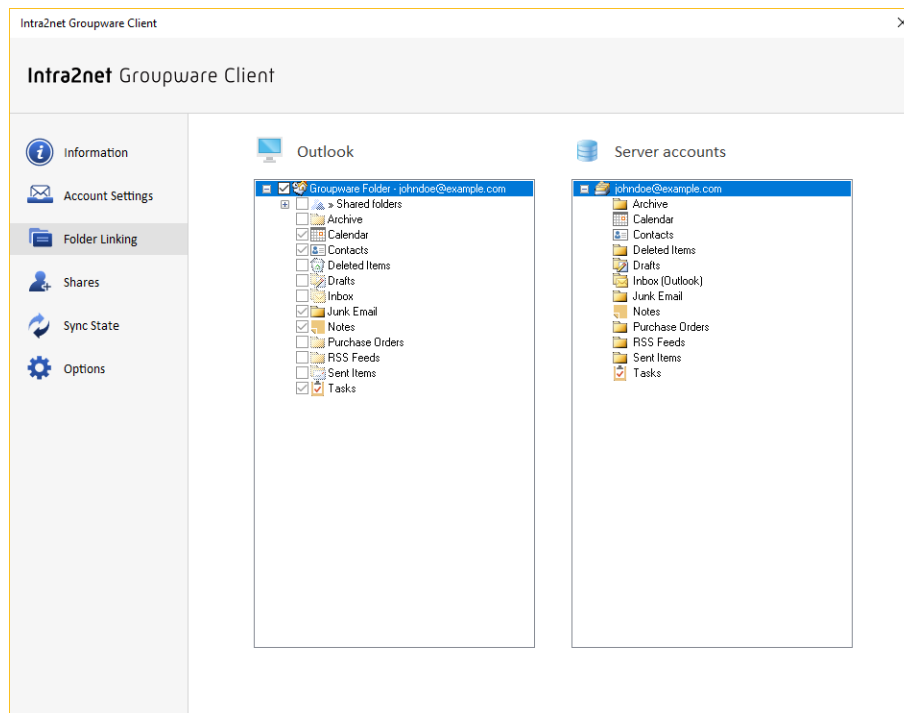 Intra2net Groupware Client
Intra2net Groupware Client
Information
Account Settings
Folder Linking
Shares
Sync State
Options
Outlook
Groupware Folder - johndoe@example.com
» Shared folders
Archive
Calendar
Contacts
Deleted Items
Drafts
Inbox
Junk Email
Notes
Purchase Orders
RSS Feeds
Sent Items
Tasks
Server accounts
johndoe@example.com
Archive
Calendar
Contacts
Deleted Items
Drafts
Inbox (Outlook)
Junk Email
Notes
Purchase Orders
RSS Feeds
Sent Items
Tasks